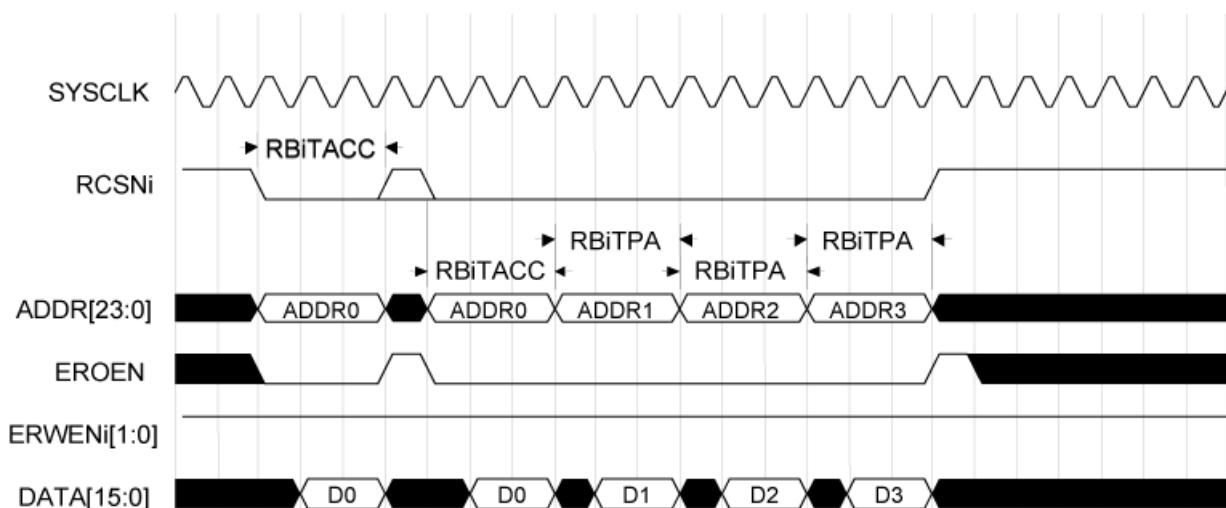 SYSCLK
RBiTACC
RCSNi
RBiTPA RBiTPA
RBiTACC RBiTPA
ADDR[23:0] ADDR0 ADDR0 ADDR1 ADDR2 ADDR3
EROEN
ERWENi[1:0]
DATA[15:0] D0 D0 D1 D2 D3